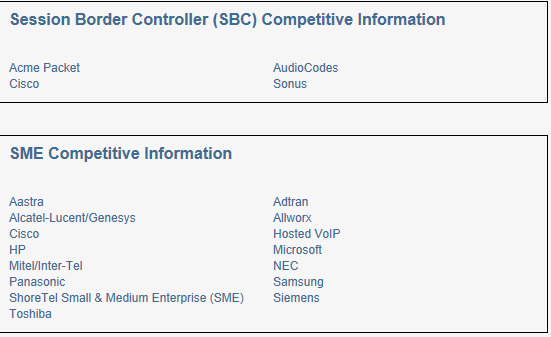 Session Border Controller (SBC) Competitive Information
Acme Packet AudioCodes
Cisco Sonus
SME Competitive Information
Aastra Adtran
Alcatel-Lucent/Genesys Allworx
Cisco Hosted VoIP
HP Microsoft
Mitel/Inter-Tel NEC
Panasonic Samsung
ShoreTel Small & Medium Enterprise (SME) Siemens
Toshiba